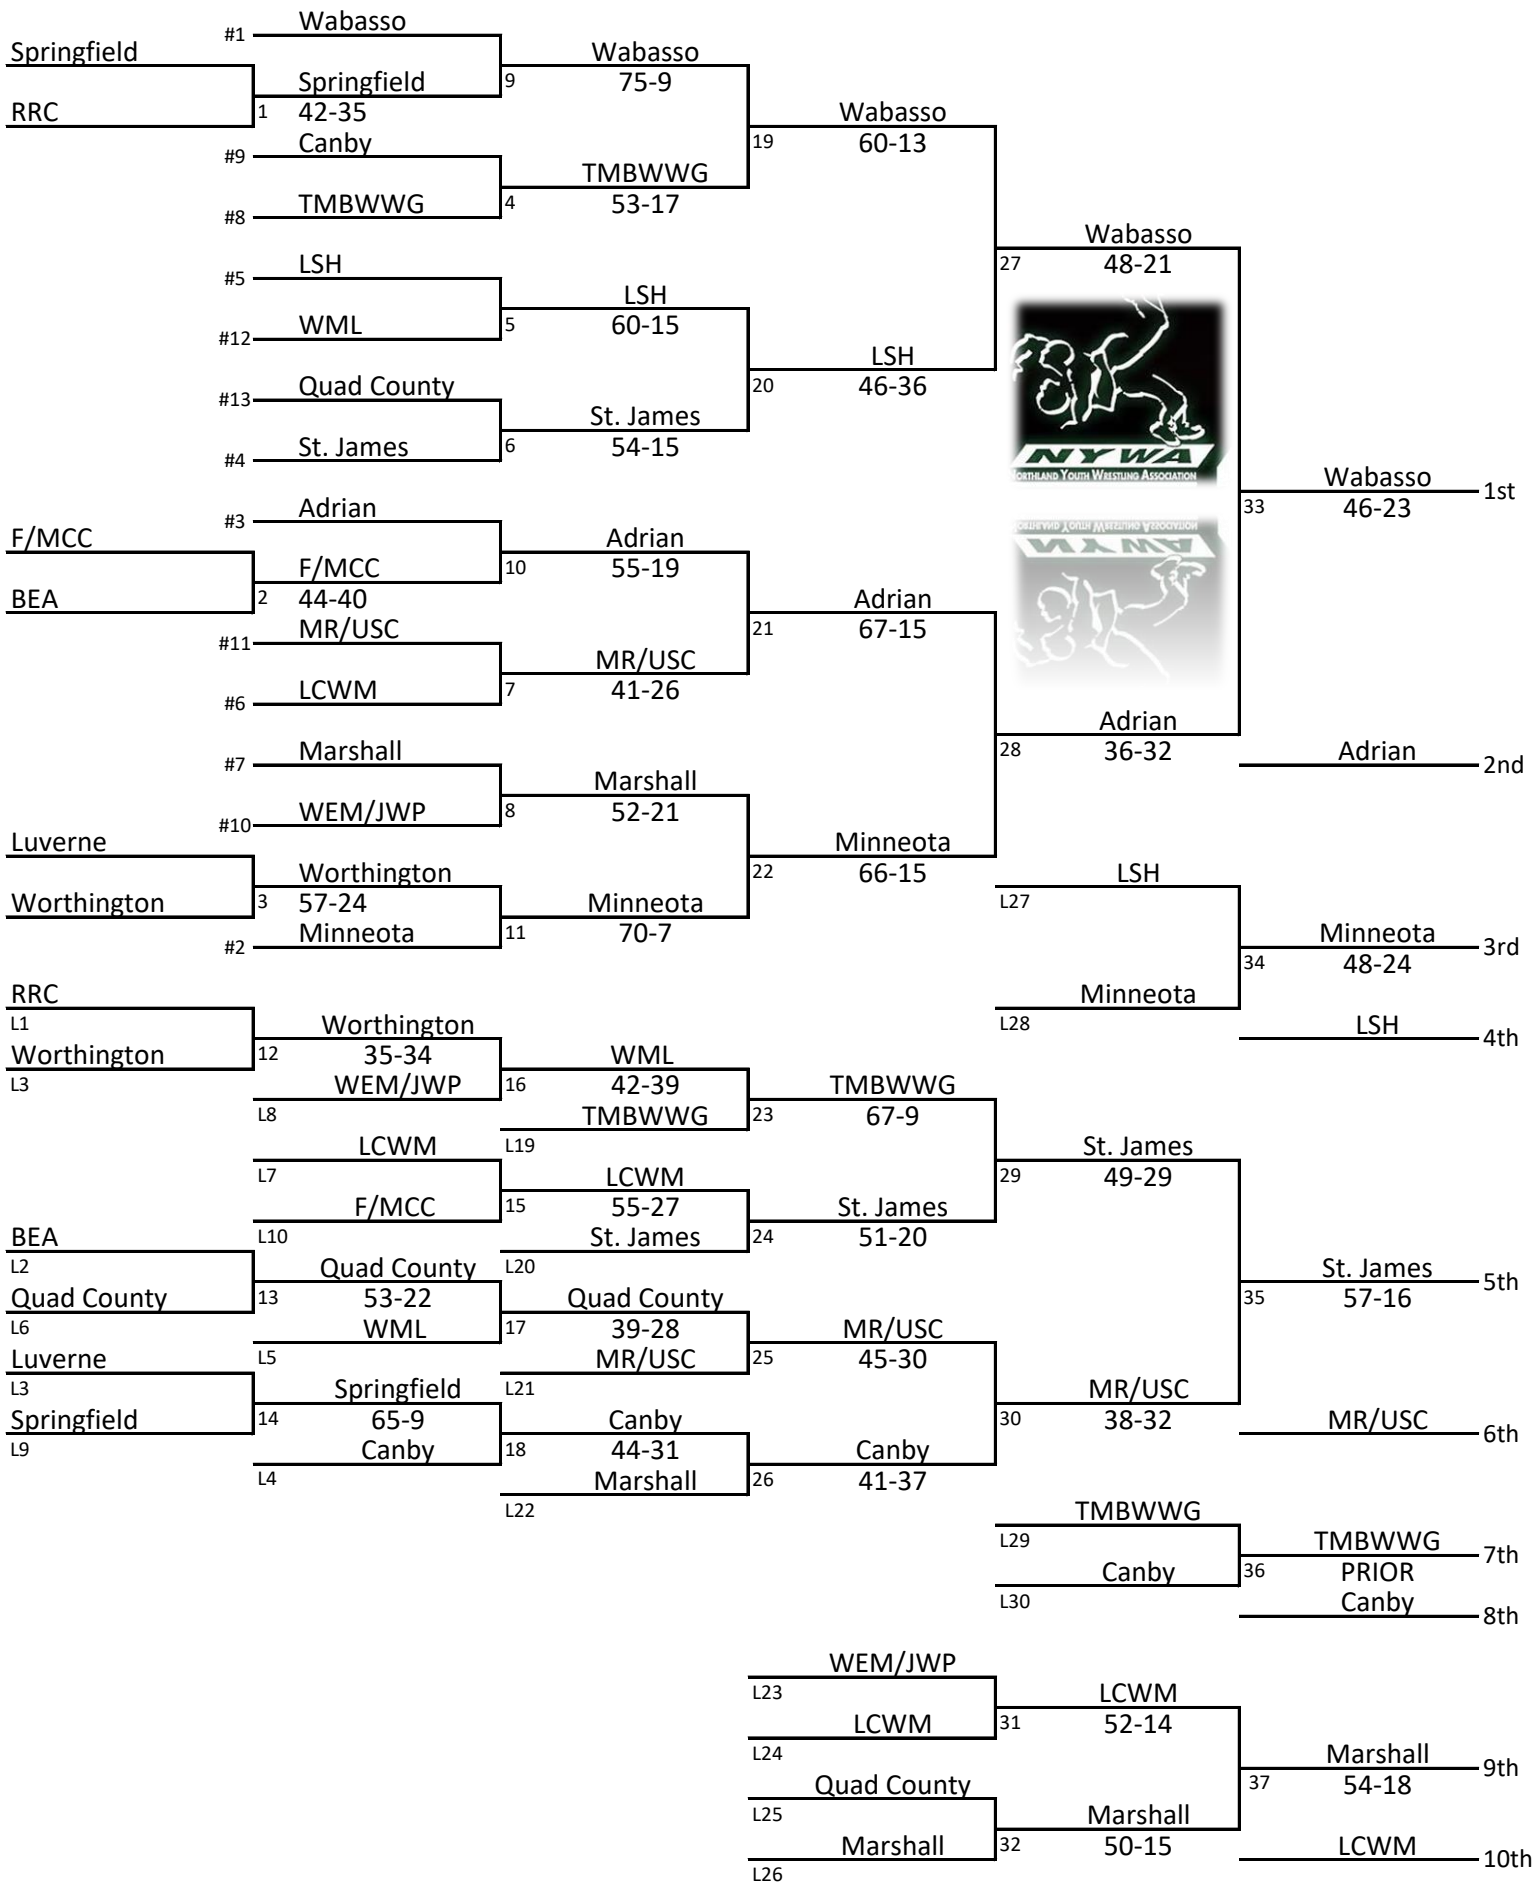 Wabasso
#1
Springfield
Wabasso
Springfield
9
75-9
RRC
1
42-35
Wabasso
Canby
19
60-13
#9
TMBWWG
TMBWWG
4
53-17
#8
Wabasso
LSH
27
48-21
#5
LSH
WML
5
60-15
#12
LSH
Quad County
20
46-36
#13
St. James
St. James
6
54-15
#4
NYWA
NORTHLAND YOUTH WRESTLING ASSOCIATION
Wabasso
1st
Adrian
33
46-23
#3
F/MCC
Adrian
F/MCC
10
55-19
BEA
2
44-40
Adrian
MR/USC
21
67-15
#11
MR/USC
LCWM
7
41-26
#6
Adrian
Marshall
28
36-32
Adrian
2nd
#7
Marshall
WEM/JWP
8
52-21
#10
Luverne
Minneota
Worthington
22
66-15
LSH
Worthington
3
57-24
Minneota
L27
Minneota
11
70-7
Minneota
3rd
#2
34
48-24
RRC
Minneota
L1
Worthington
L28
LSH
4th
Worthington
12
35-34
WML
L3
WEM/JWP
16
42-39
TMBWWG
L8
TMBWWG
23
67-9
LCWM
L19
St. James
L7
LCWM
29
49-29
F/MCC
15
55-27
St. James
BEA
L10
St. James
24
51-20
L2
Quad County
L20
St. James
5th
Quad County
13
53-22
Quad County
35
57-16
L6
WML
17
39-28
MR/USC
Luverne
L5
MR/USC
25
45-30
L3
Springfield
L21
MR/USC
Springfield
14
65-9
Canby
30
38-32
MR/USC
6th
L9
Canby
18
44-31
Canby
L4
Marshall
26
41-37
L22
TMBWWG
L29
TMBWWG
7th
Canby
36
PRIOR
L30
Canby
8th
WEM/JWP
L23
LCWM
LCWM
31
52-14
L24
Marshall
9th
Quad County
37
54-18
L25
Marshall
Marshall
32
50-15
LCWM
10th
L26